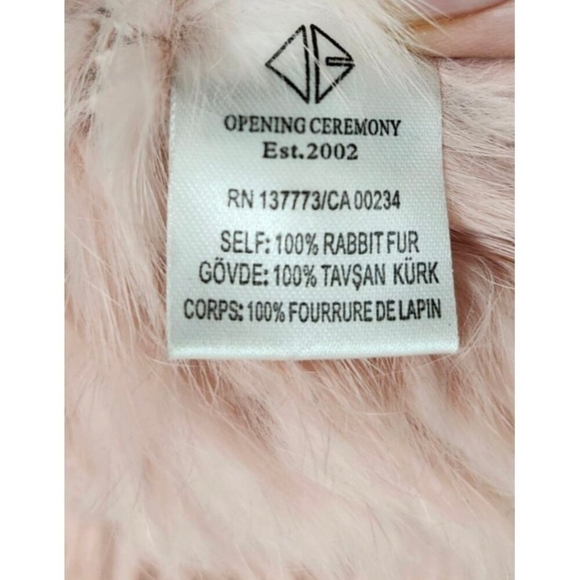 OPENING CEREMONY
Est.2002
RN 137773/CA 00234
SELF: 100% RABBIT FUR
GÖVDE: 100% TAVŞAN KÜRK
CORPS: 100% FOURRURE DE LAPIN